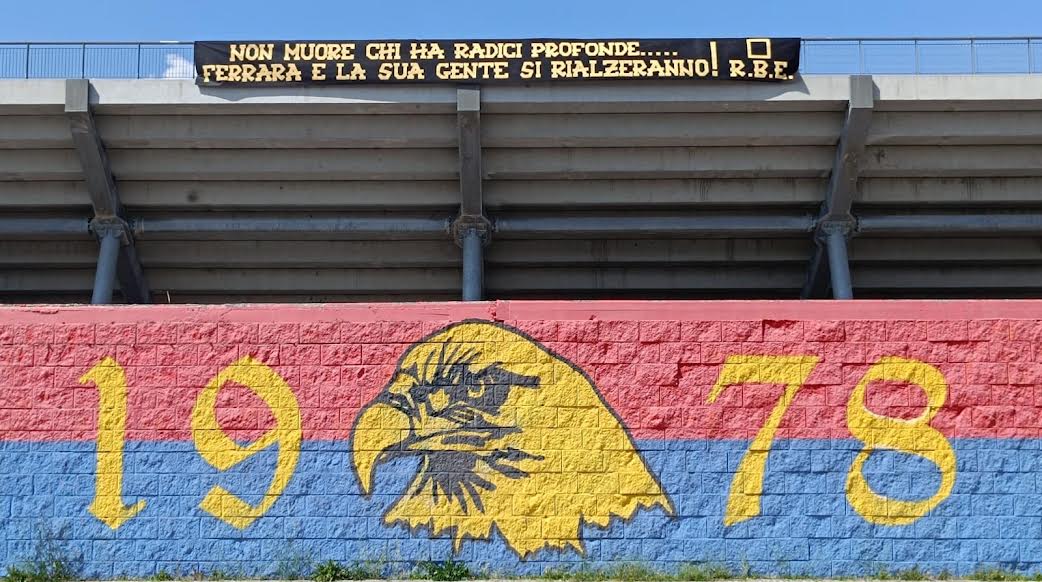 NON MUORE CHI HA RADICI PROFONDE.....
FERRARA E LA SUA GENTE SI RIALZERANNO! R.B.E.
1978